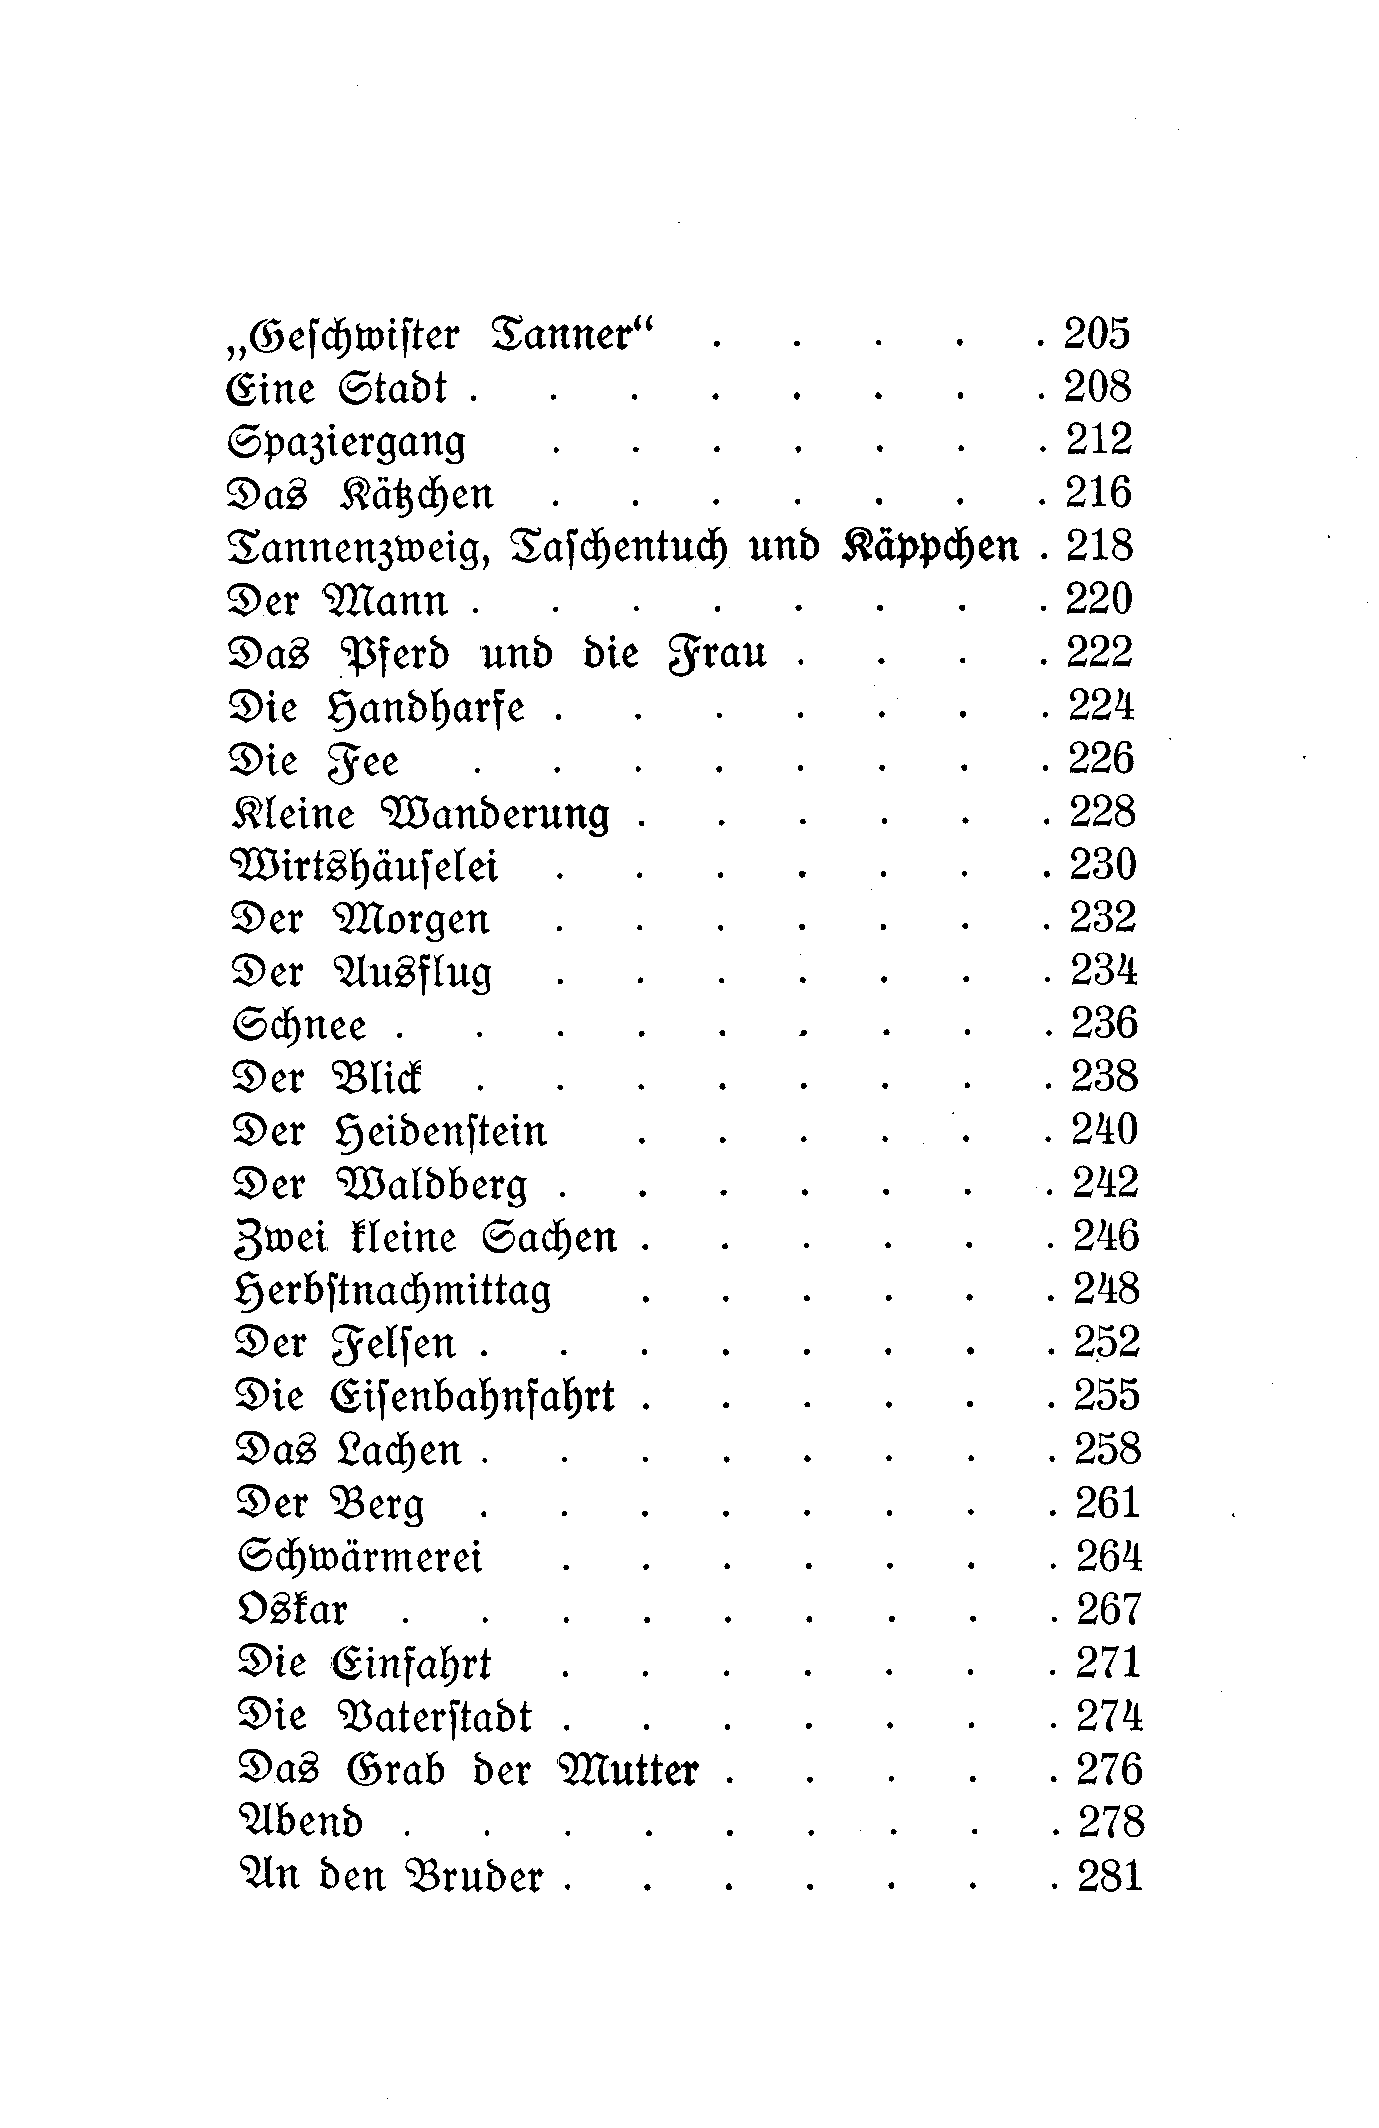 „Geſchwiſter Tanner“ . . . . . 205
Eine Stadt . . . . . . . . 208
Spaziergang . . . . . . . 212
Das Kätzchen . . . . . . . 216
Tannenzweig, Taſchentuch und Käppchen . 218
Der Mann . . . . . . . . 220
Das Pferd und die Frau . . . . 222
Die Handharfe . . . . . . . 224
Die Fee . . . . . . . . 226
Kleine Wanderung . . . . . . 228
Wirtshäuſelei . . . . . . . 230
Der Morgen . . . . . . . 232
Der Ausflug . . . . . . . 234
Schnee . . . . . . . . . 236
Der Blick . . . . . . . . 238
Der Heidenſtein . . . . . . 240
Der Waldberg . . . . . . . 242
Zwei kleine Sachen . . . . . . 246
Herbſtnachmittag . . . . . . 248
Der Felſen . . . . . . . . 252
Die Eiſenbahnfahrt . . . . . . 255
Das Lachen . . . . . . . . 258
Der Berg . . . . . . . . 261
Schwärmerei . . . . . . . 264
Oskar . . . . . . . . . 267
Die Einfahrt . . . . . . . 271
Die Vaterſtadt . . . . . . . 274
Das Grab der Mutter . . . . . 276
Abend . . . . . . . . . 278
An den Bruder . . . . . . . 281